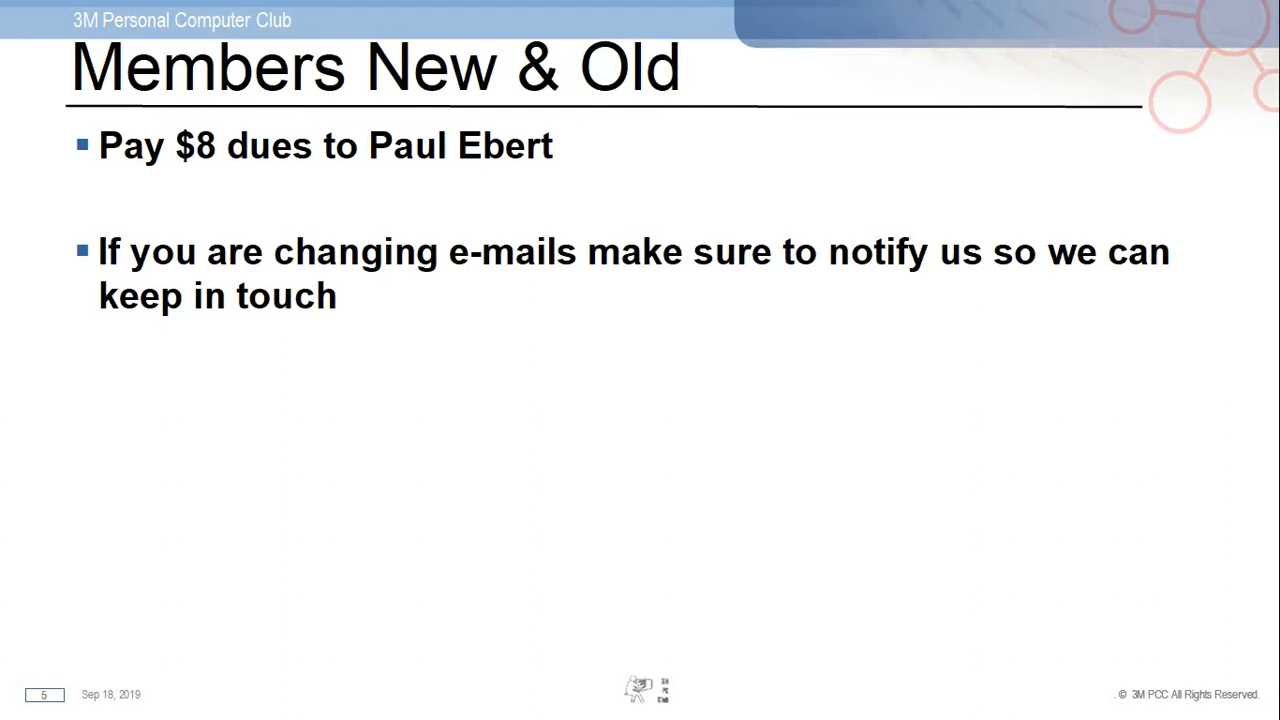 3M Personal Computer Club
Members New & Old
Pay $8 dues to Paul Ebert
If you are changing e-mails make sure to notify us so we can
keep in touch
5 Sep 18, 2019
. © 3M PCC All Rights Reserved.